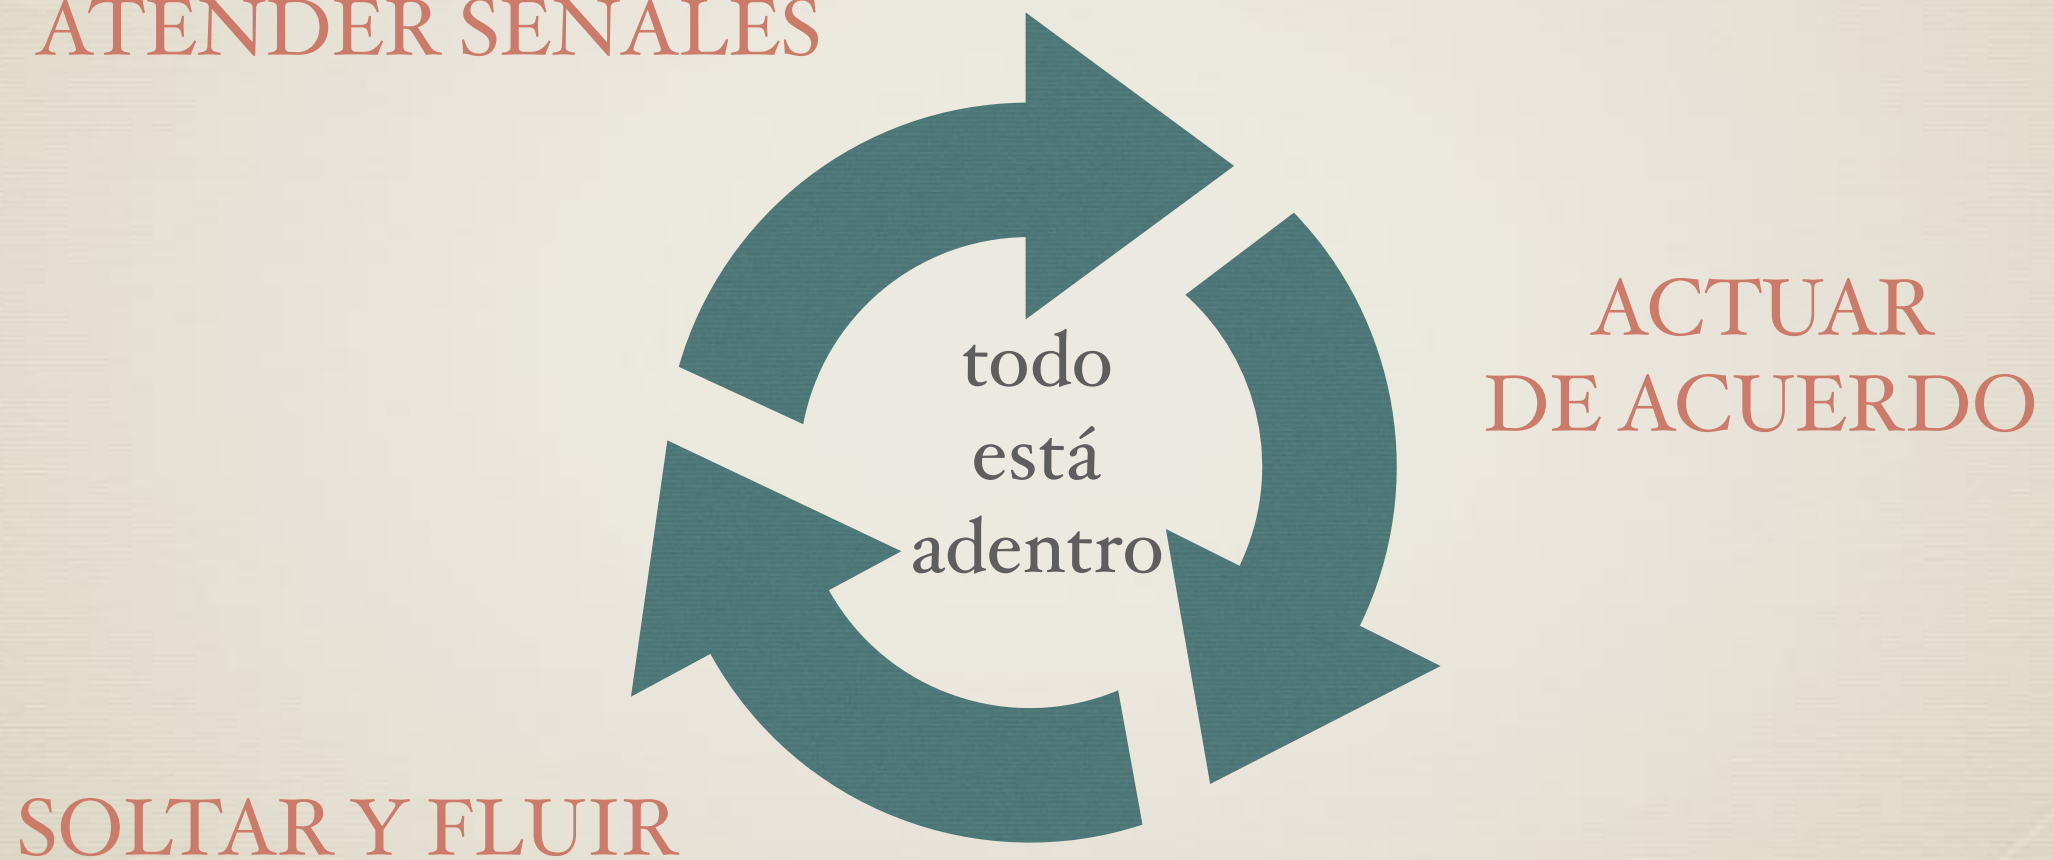 ATENDER SEÑALES
ACTUAR
DE ACUERDO
todo
está
adentro
SOLTAR Y FLUIR